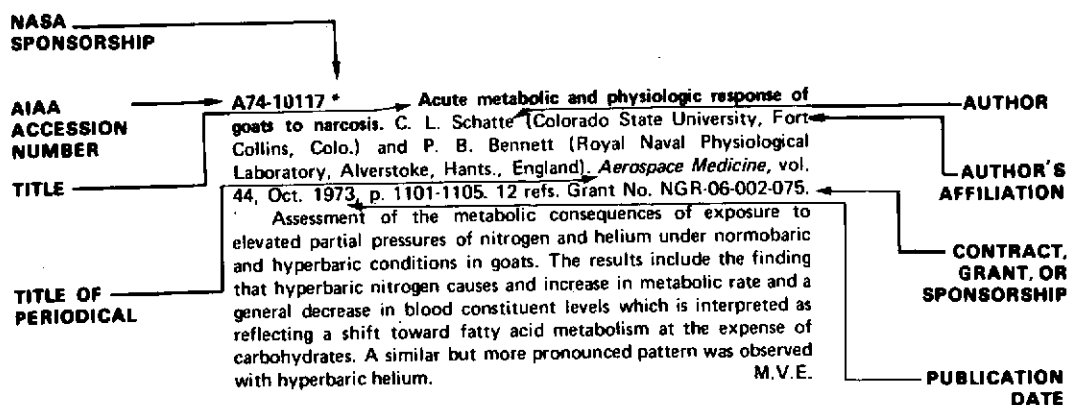 NASA
SPONSORSHIP
AIAA
ACCESSION
NUMBER
TITLE
TITLE OF
PERIODICAL
A74-10117 * Acute metabolic and physiologic response of
goats to narcosis. C. L. Schatte (Colorado State University, Fort
Collins, Colo.) and P. B. Bennett (Royal Naval Physiological
Laboratory, Alverstoke, Hants., England). Aerospace Medicine, vol.
44, Oct. 1973, p. 1101-1105. 12 refs. Grant No. NGR-06-002-075.
Assessment of the metabolic consequences of exposure to
elevated partial pressures of nitrogen and helium under normobaric
and hyperbaric conditions in goats. The results include the finding
that hyperbaric nitrogen causes and increase in metabolic rate and a
general decrease in blood constituent levels which is interpreted as
reflecting a shift toward fatty acid metabolism at the expense of
carbohydrates. A similar but more pronounced pattern was observed
with hyperbaric helium. M.V.E.
AUTHOR
AUTHOR'S
AFFILIATION
CONTRACT,
GRANT, OR
SPONSORSHIP
PUBLICATION
DATE